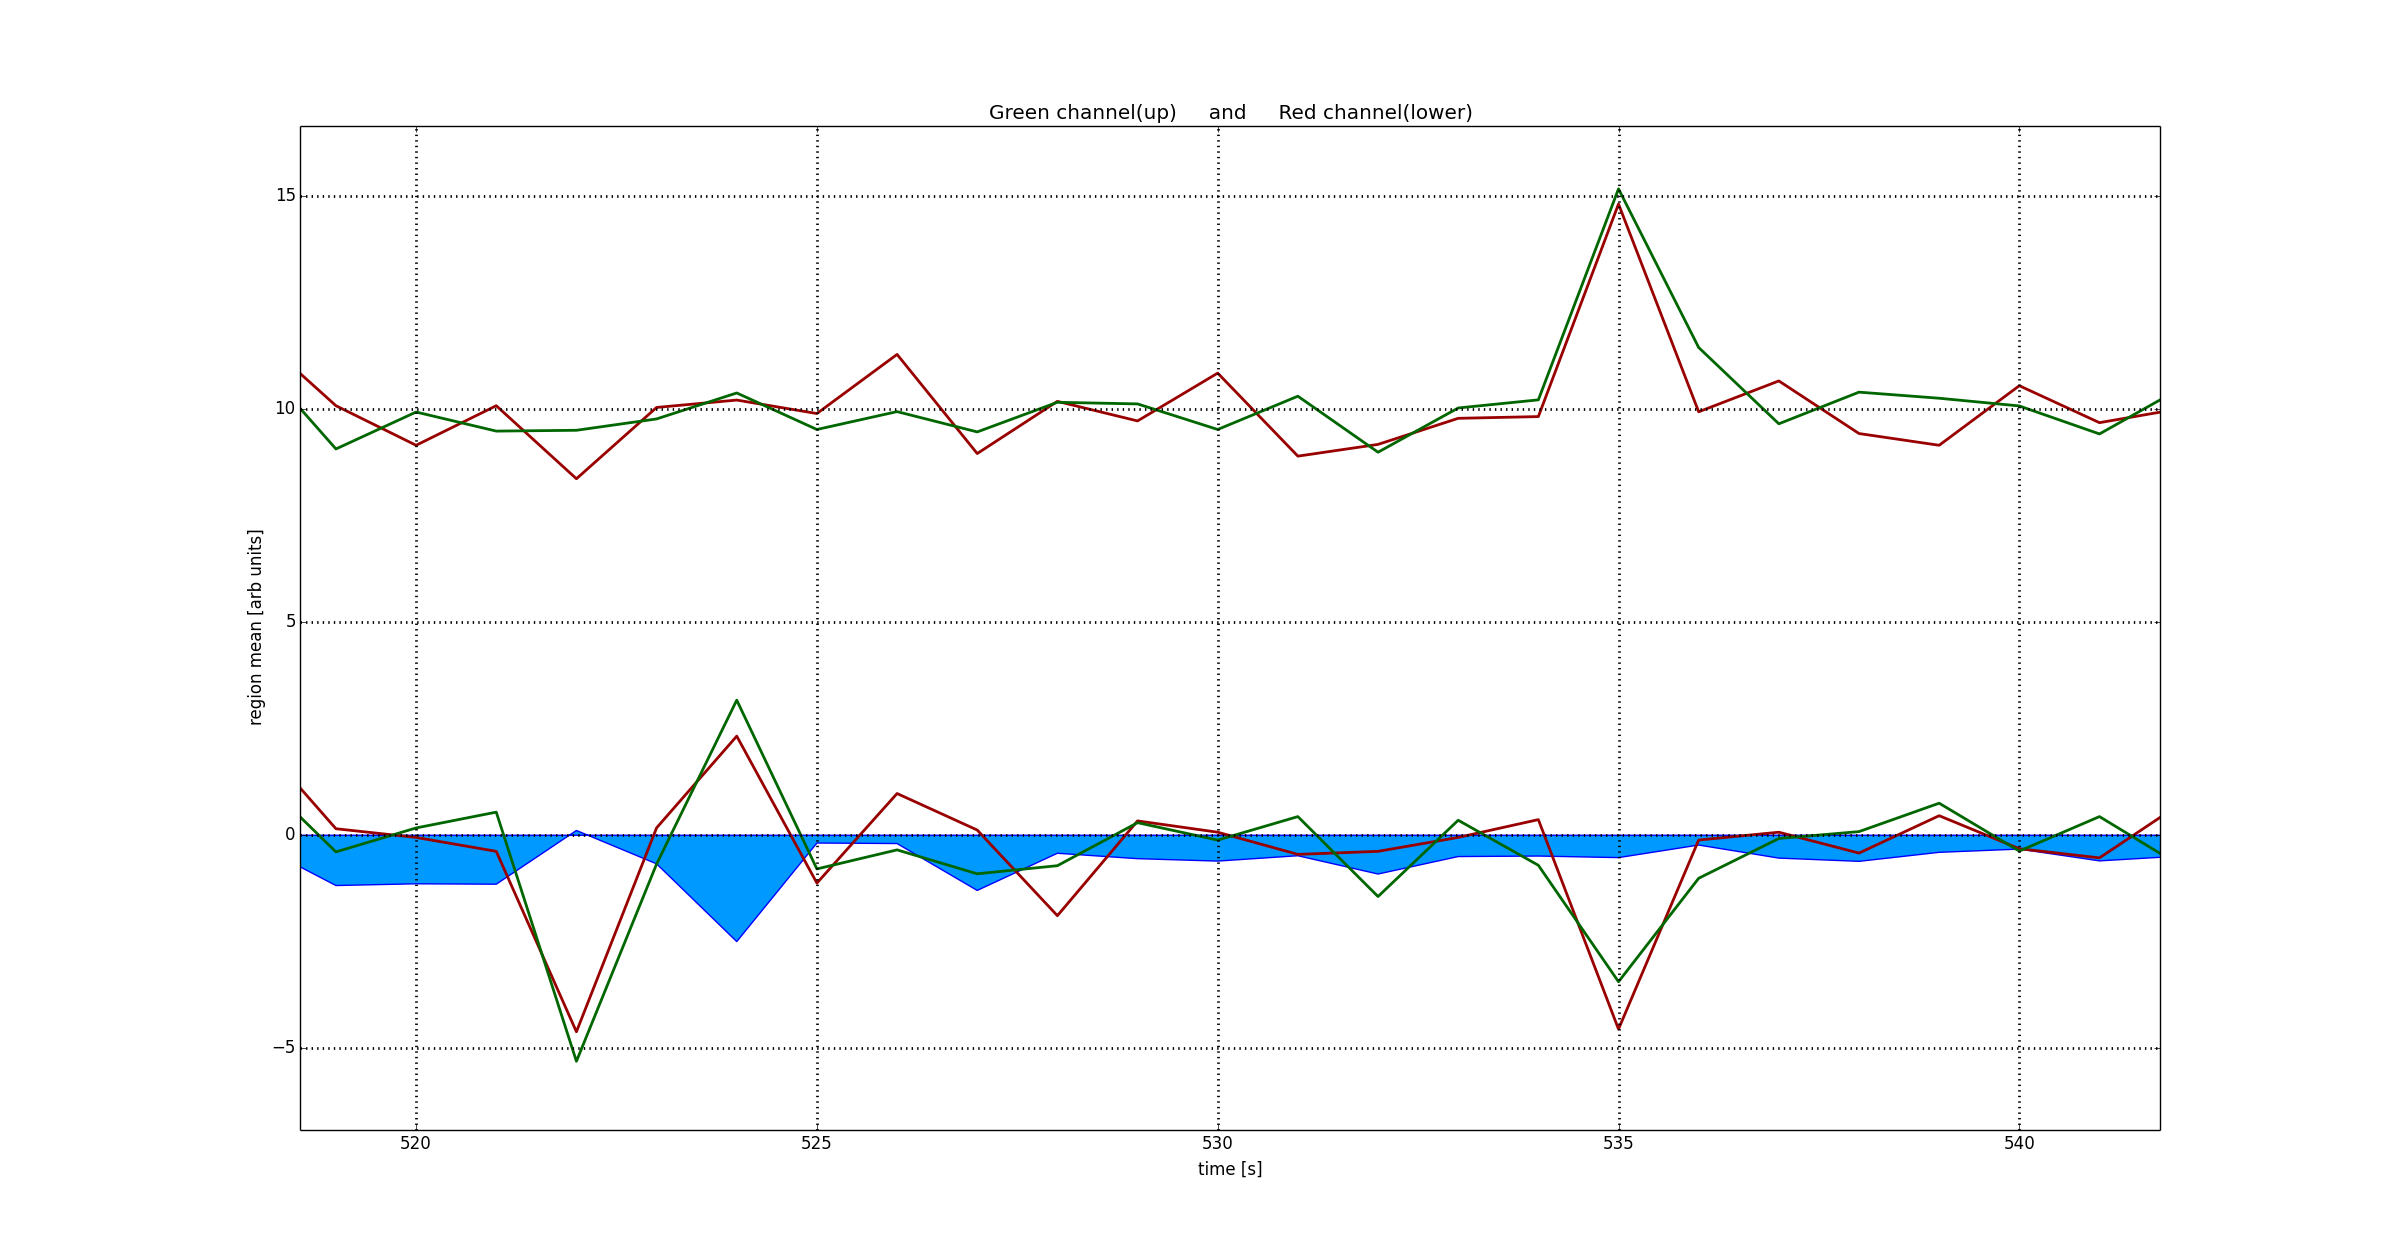 Green channel(up) and Red channel(lower)
15
10
5
0
−5
region mean [arb units]
520 525 530 535 540
time [s]